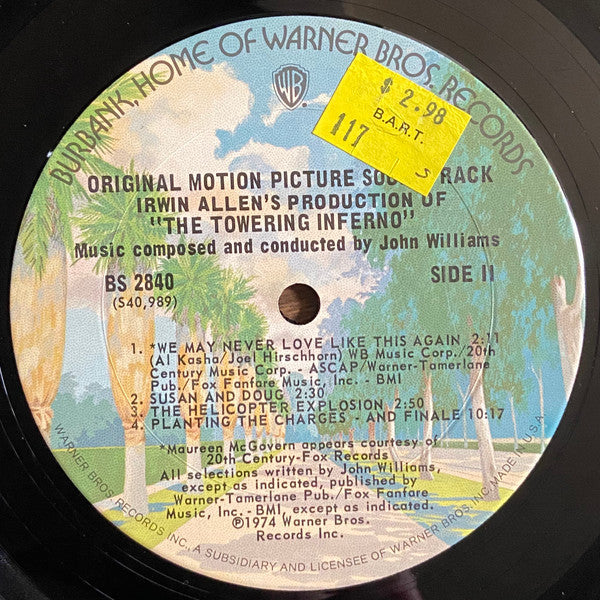 BURBANK, HOME OF WARNER BROS. RECORDS
WB
$ 2.98
B.A.R.T.
117
S
ORIGINAL MOTION PICTURE SOU RACK
IRWIN ALLEN'S PRODUCTION OF
"THE TOWERING INFERNO"
Music composed and conducted by John Williams
BS 2840
SIDE II
(S40,989)
1. *WE MAY NEVER LOVE LIKE THIS AGAIN 2:11
(Al Kasha/Joel Hirschhorn) WB Music Corp./20th
Century Music Corp. - ASCAP/Warner-Tamerlane
Pub./Fox Fanfare Music, Inc. - BMI
2. SUSAN AND DOUG 2:30
3. THE HELICOPTER EXPLOSION 2:50
4. PLANTING THE CHARGES - AND FINALE 10:17
*Maureen McGovern appears courtesy of
20th Century-Fox Records
All selections written by John Williams,
except as indicated, published by
Warner-Tamerlane Pub./Fox Fanfare
Music, Inc. - BMI, except as indicated.
℗1974 Warner Bros.
Records Inc.
WARNER BROS. RECORDS INC., A SUBSIDIARY AND LICENSEE OF WARNER BROS. INC. MADE IN U.S.A.